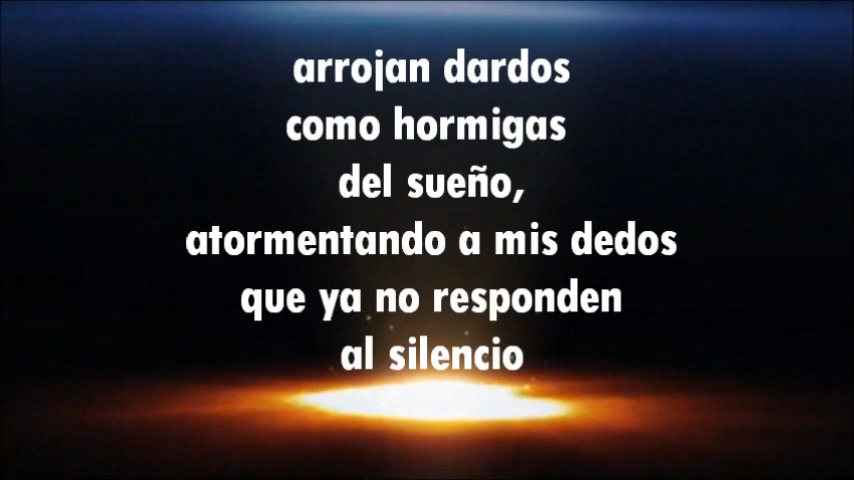 arrojan dardos
como hormigas
del sueño,
atormentando a mis dedos
que ya no responden
al silencio